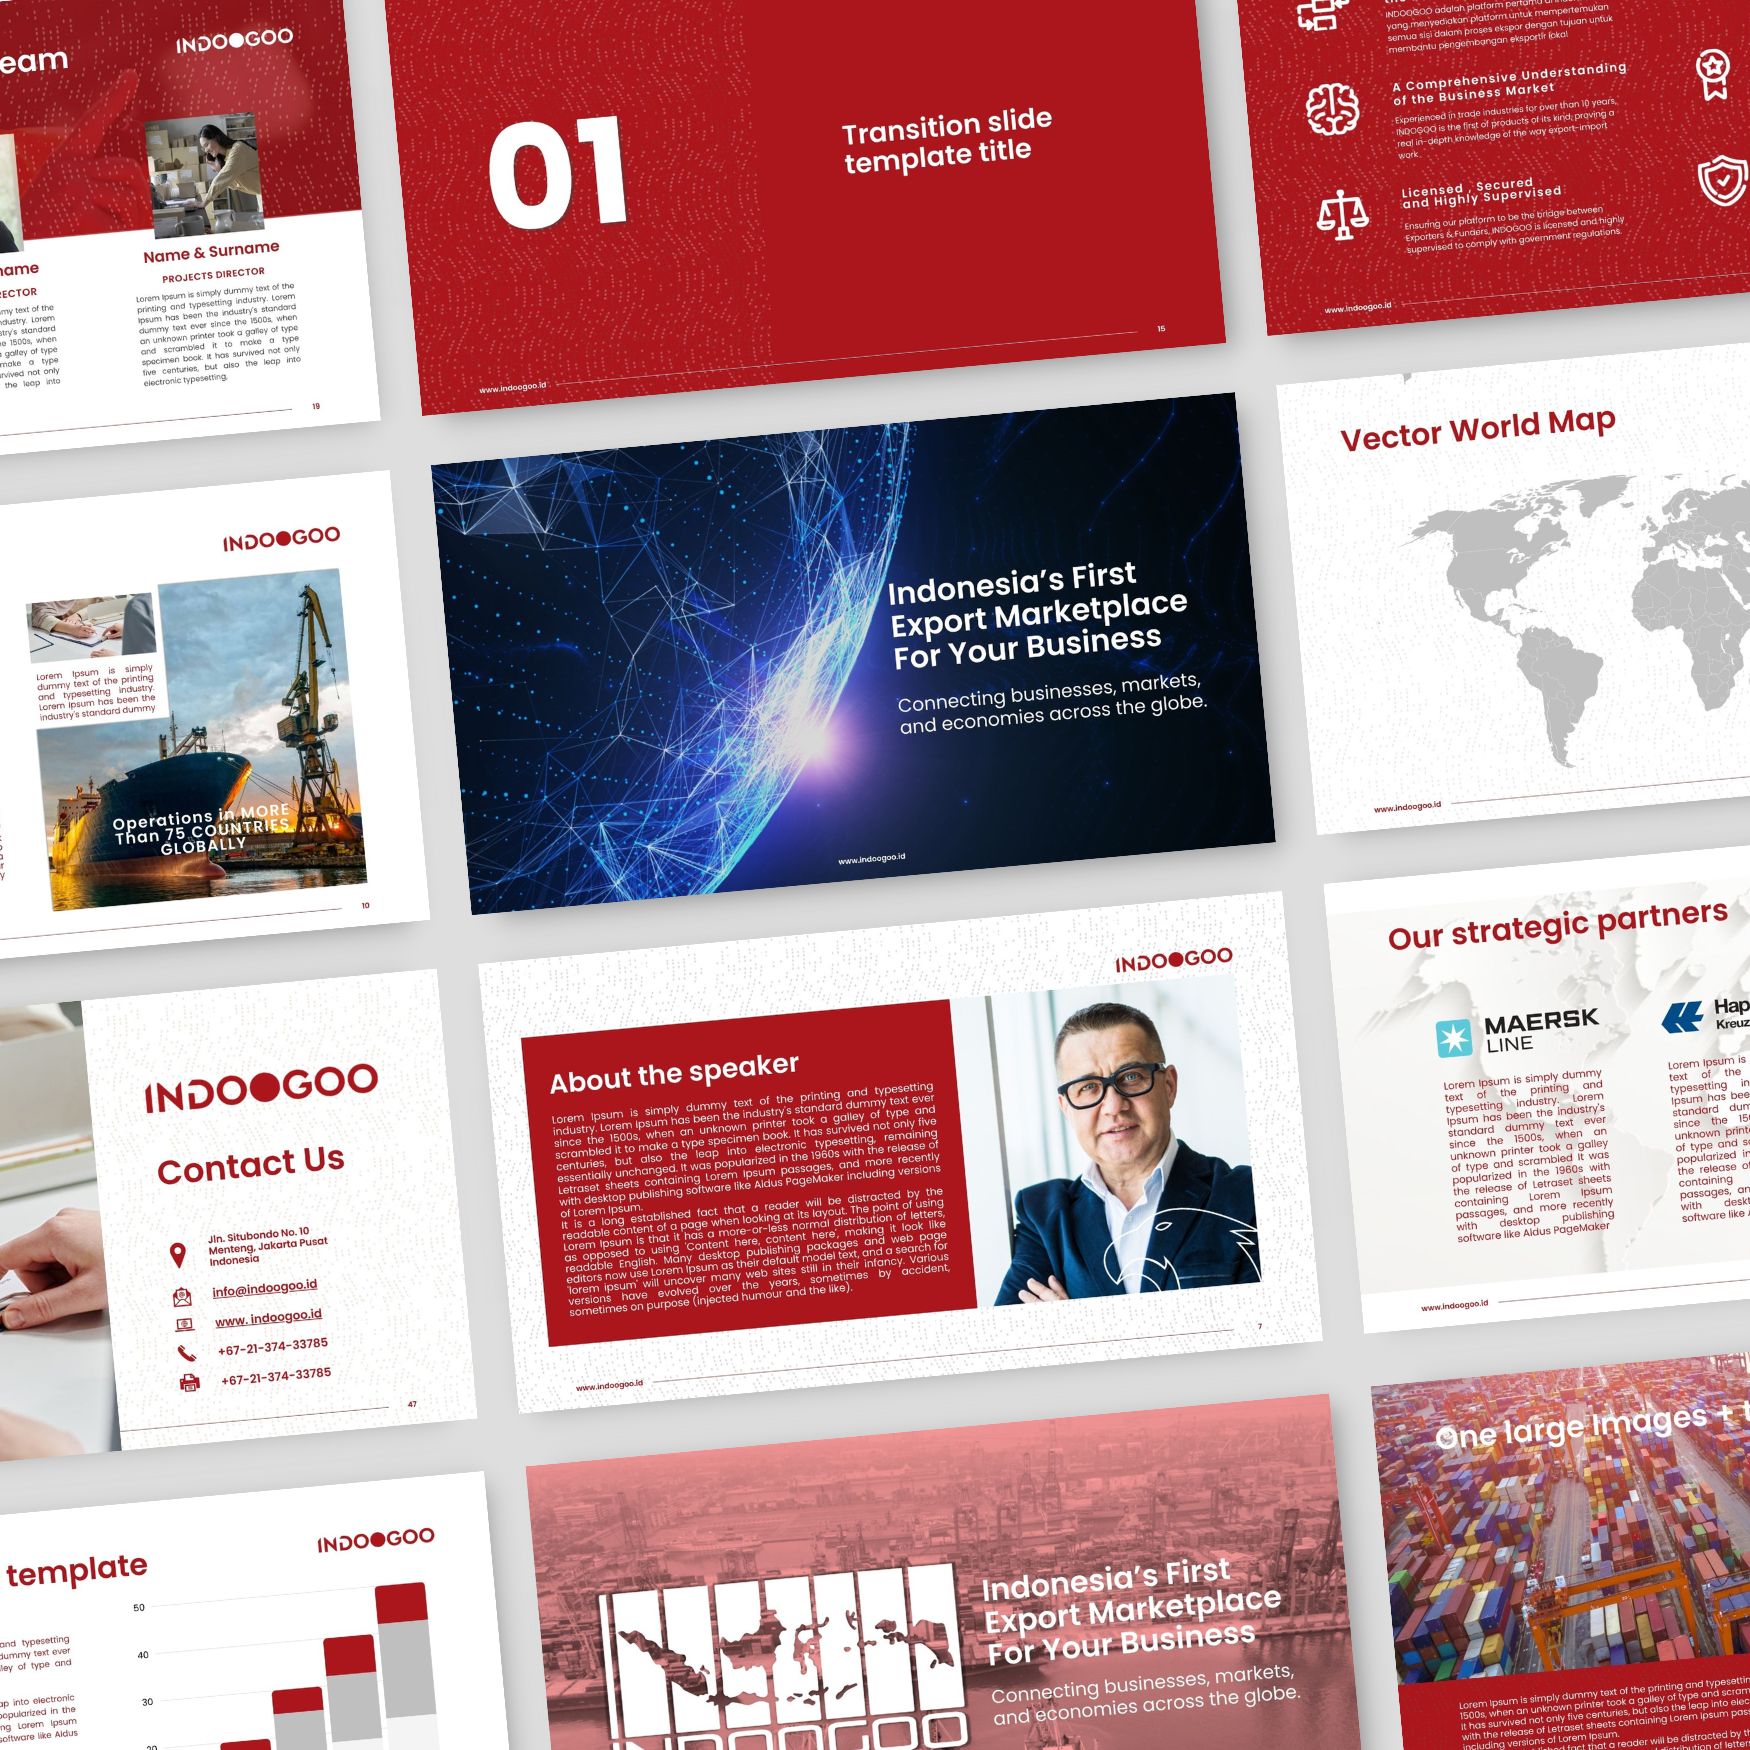 eam
INDOOGOO
name
RECTOR
my text of the
dustry. Lorem
stry's standard
e 1500s, when
a galley of type
make a type
urvived not only
the leap into
Name & Surname
PROJECTS DIRECTOR
Lorem Ipsum is simply dummy text of the
printing and typesetting industry. Lorem
Ipsum has been the industry's standard
dummy text ever since the 1500s, when
an unknown printer took a galley of type
and scrambled it to make a type
specimen book. It has survived not only
five centuries, but also the leap into
electronic typesetting,
19
01
Transition slide
template title
www.indoogoo.id
15
INDOOGOO adalah platform pertama di
yang menyediakan platform untuk mempertemukan
semua sisi dalam proses ekspor dengan tujuan untuk
membantu pengembangan eksportir lokal
A Comprehensive Understanding
of the Business Market
Experienced in trade industries for over than 10 years,
INDOOGOO is the first of products of its kind, proving a
real in-depth knowledge of the way export-import
work.
Licensed , Secured
and Highly Supervised
Ensuring our platform to be the bridge between
Exporters & Funders, INDOOGOO is licensed and highly
supervised to comply with government regulations.
www.indoogoo.id
INDOOGOO
Lorem Ipsum is simply
dummy text of the printing
and typesetting industry.
Lorem Ipsum has been the
industry's standard dummy
Operations in MORE
Than 75 COUNTRIES
GLOBALLY
10
Indonesia's First
Export Marketplace
For Your Business
Connecting businesses, markets,
and economies across the globe.
www.indoogoo.id
Vector World Map
www.indoogoo.id
INDOOGOO
Contact Us
Jln. Situbondo No. 10
Menteng, Jakarta Pusat
Indonesia
info@indoogoo.id
www. indoogoo.id
+67-21-374-33785
+67-21-374-33785
47
INDOOGOO
About the speaker
Lorem Ipsum is simply dummy text of the printing and typesetting
industry. Lorem Ipsum has been the industry's standard dummy text ever
since the 1500s, when an unknown printer took a galley of type and
scrambled it to make a type specimen book. It has survived not only five
centuries, but also the leap into electronic typesetting, remaining
essentially unchanged. It was popularized in the 1960s with the release of
Letraset sheets containing Lorem Ipsum passages, and more recently
with desktop publishing software like Aldus PageMaker including versions
of Lorem Ipsum.
It is a long established fact that a reader will be distracted by the
readable content of a page when looking at its layout. The point of using
Lorem Ipsum is that it has a more-or-less normal distribution of letters,
as opposed to using 'Content here, content here', making it look like
readable English. Many desktop publishing packages and web page
editors now use Lorem Ipsum as their default model text, and a search for
'lorem ipsum' will uncover many web sites still in their infancy. Various
versions have evolved over the years, sometimes by accident,
sometimes on purpose (injected humour and the like).
www.indoogoo.id
7
Our strategic partners
MAERSK
LINE
Lorem Ipsum is simply dummy
text of the printing and
typesetting industry. Lorem
Ipsum has been the industry's
standard dummy text ever
since the 1500s, when an
unknown printer took a galley
of type and scrambled it was
popularized in the 1960s with
the release of Letraset sheets
containing Lorem Ipsum
passages, and more recently
with desktop publishing
software like Aldus PageMaker
Hap
Kreuz
Lorem Ipsum is
text of the
typesetting in
Ipsum has bee
standard dum
since the 15
unknown printe
of type and sc
popularized in
the release of
containing
passages, an
with deskt
software like
www.indoogoo.id
template
INDOOGOO
and typesetting
dummy text ever
ley of type and
ap into electronic
popularized in the
ng Lorem Ipsum
software like Aldus
50
40
30
20
INDOOGOO
Indonesia's First
Export Marketplace
For Your Business
Connecting businesses, markets,
and economies across the globe.
One large Images + t
Lorem Ipsum is simply dummy text of the printing and typesettin
1500s, when an unknown printer took a galley of type and scram
It has survived not only five centuries, but also the leap into elec
with the release of Letraset sheets containing Lorem Ipsum pass
including versions of Lorem Ipsum.